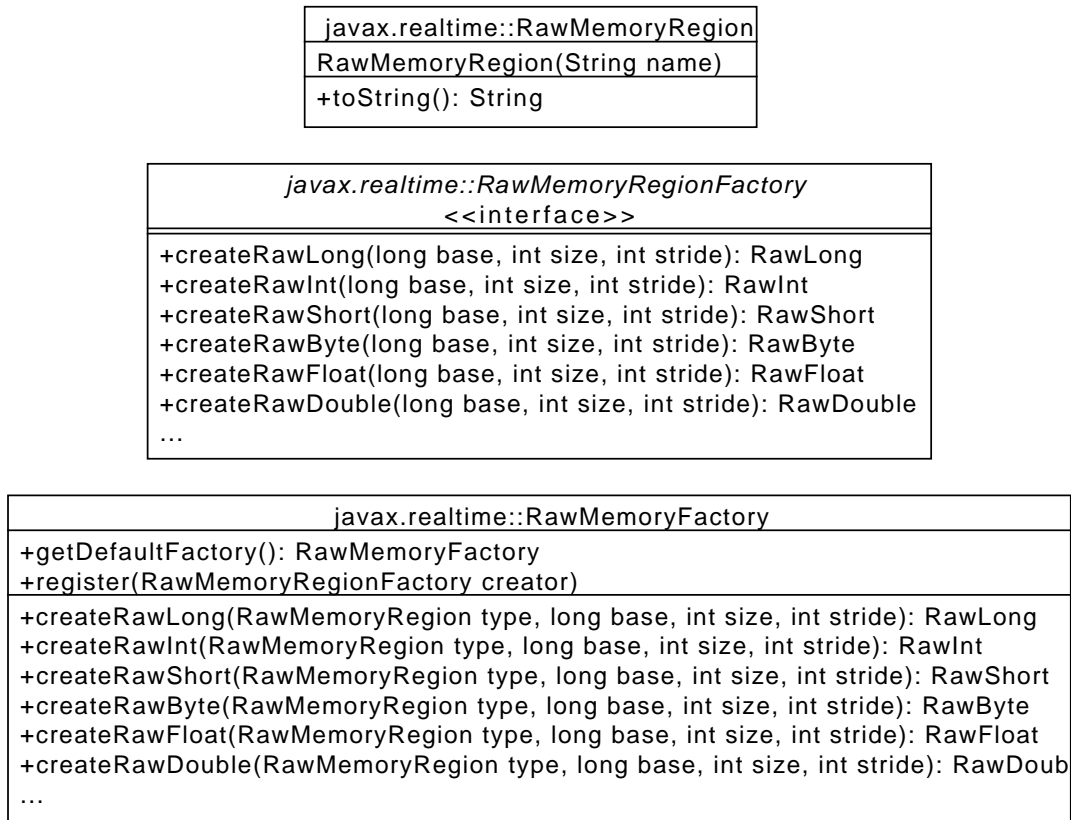 javax.realtime::RawMemoryRegion
RawMemoryRegion(String name)
+toString(): String
javax.realtime::RawMemoryRegionFactory
<<interface>>
+createRawLong(long base, int size, int stride): RawLong
+createRawInt(long base, int size, int stride): RawInt
+createRawShort(long base, int size, int stride): RawShort
+createRawByte(long base, int size, int stride): RawByte
+createRawFloat(long base, int size, int stride): RawFloat
+createRawDouble(long base, int size, int stride): RawDouble
...
javax.realtime::RawMemoryFactory
+getDefaultFactory(): RawMemoryFactory
+register(RawMemoryRegionFactory creator)
+createRawLong(RawMemoryRegion type, long base, int size, int stride): RawLong
+createRawInt(RawMemoryRegion type, long base, int size, int stride): RawInt
+createRawShort(RawMemoryRegion type, long base, int size, int stride): RawShort
+createRawByte(RawMemoryRegion type, long base, int size, int stride): RawByte
+createRawFloat(RawMemoryRegion type, long base, int size, int stride): RawFloat
+createRawDouble(RawMemoryRegion type, long base, int size, int stride): RawDoub
...